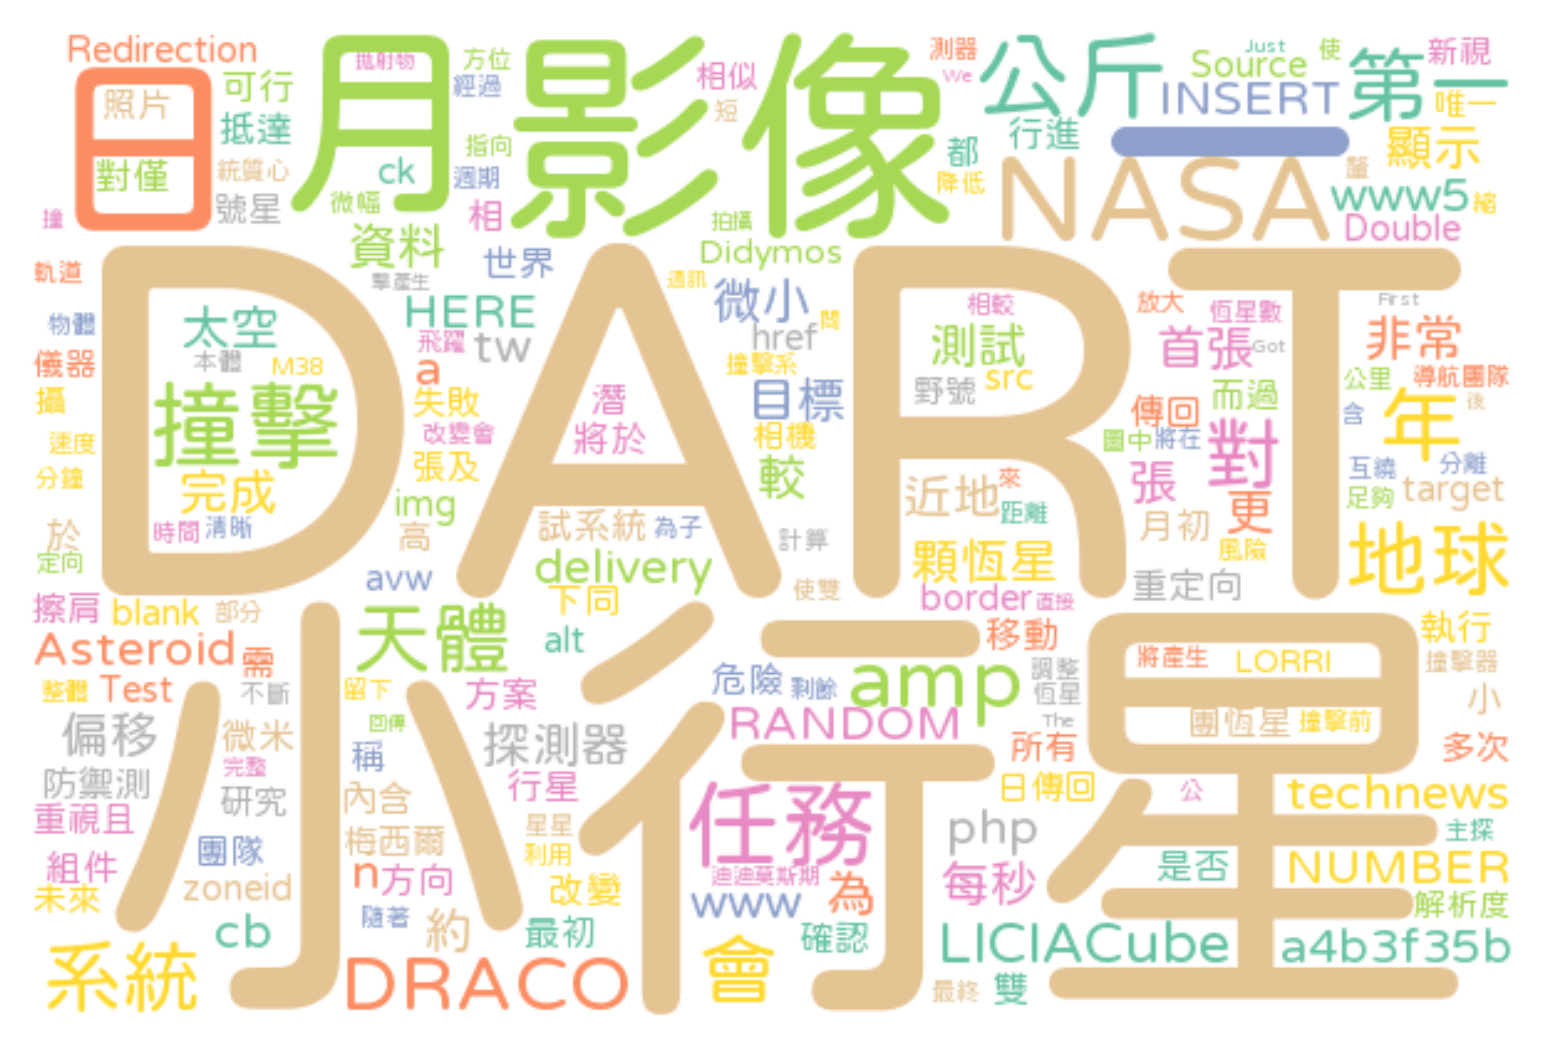 Redirection
日
月
影像
公斤
第一
一
照片
可行
抵達
對僅
統質心
號星
撞
拋射物
方位
經過
指向
ck
週期
微幅
相
相似
短
拍攝
測器
We
都
降低
行進
Just
使
Source
INSERT
新視
唯一
顯示
NASA
釐
www5
縮
Double
DART
軌道
資料
世界
擊產生
Didymos
通訊
微小
物體
太空
HERE
飛躍
tw
href
問
相較
測試
放大
恆星數
首張
Got
First
非常
儀器
本體
M38
a
撞擊系
野號
src
公里
導航團隊
攝
撞擊
失敗
潛
目標
傳回
而過
含
年
後
速度
改變會
將於
相機
圖中
將在
對
互繞
分離
分鐘
完成
張及
較
近地
來
張
足夠
target
img
距離
更
於
時間
清晰
高
試系統
為子
計算
月初
風險
地球
定向
avw
delivery
顆恆星
使雙
重定向
擦肩
blank
部分
下同
border
直接
小行星
天體
alt
移動
執行
Asteroid
需
危險
剩餘
amp
調整
將產生
LORRI
撞擊器
整體
Test
不斷
留下
方案
恆星
小
偏移
微米
回傳
探測器
RANDOM
The
團恆星
撞擊前
稱
所有
多次
防禦測
完整
研究
內含
行星
任務
日傳回
公
technews
重視且
梅西爾
星星
php
主探
團隊
利用
是否
NUMBER
組件
n
方向
迪迪莫斯期
每秒
未來
zoneid
改變
www
為
解析度
隨著
cb
約
最初
確認
LICIACube
a4b3f35b
系統
DRACO
會
最終
雙